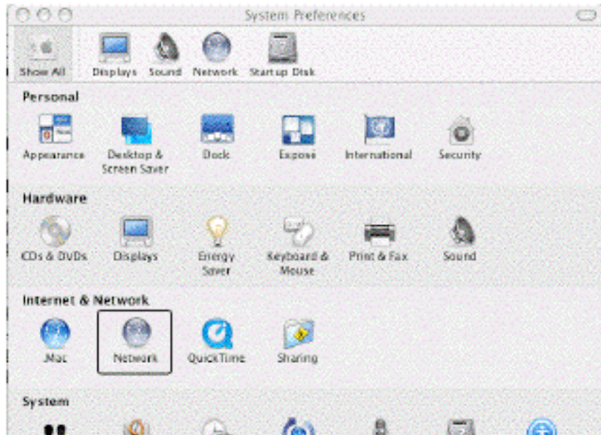 System Preferences
Show All Displays Sound Network Startup Disk
Personal
Appearance Desktop & Screen Saver Dock Exposé International Security
Hardware
CDs & DVDs Displays Energy Saver Keyboard & Mouse Print & Fax Sound
Internet & Network
.Mac Network QuickTime Sharing
System